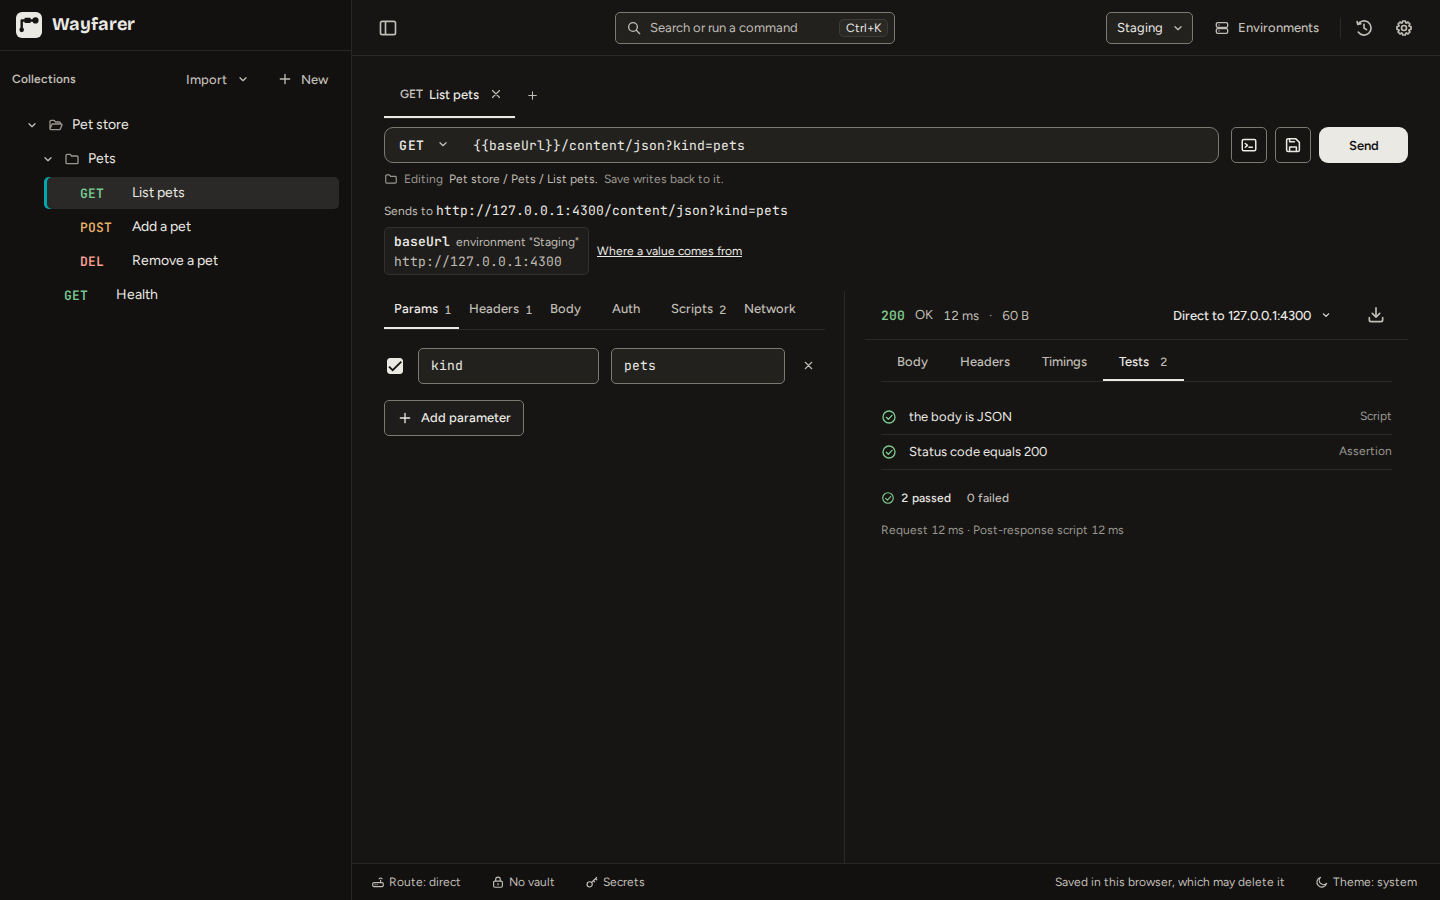 Wayfarer
Search or run a command Ctrl+K
Staging
Environments
Collections Import New
Pet store
Pets
GET List pets
POST Add a pet
DEL Remove a pet
GET Health
GET List pets
GET {{baseUrl}}/content/json?kind=pets
Send
Editing Pet store / Pets / List pets. Save writes back to it.
Sends to http://127.0.0.1:4300/content/json?kind=pets
baseUrl environment "Staging"
http://127.0.0.1:4300
Where a value comes from
Params 1 Headers 1 Body Auth Scripts 2 Network
kind pets
Add parameter
200 OK 12 ms · 60 B Direct to 127.0.0.1:4300
Body Headers Timings Tests 2
the body is JSON Script
Status code equals 200 Assertion
2 passed 0 failed
Request 12 ms · Post-response script 12 ms
Route: direct No vault Secrets Saved in this browser, which may delete it Theme: system